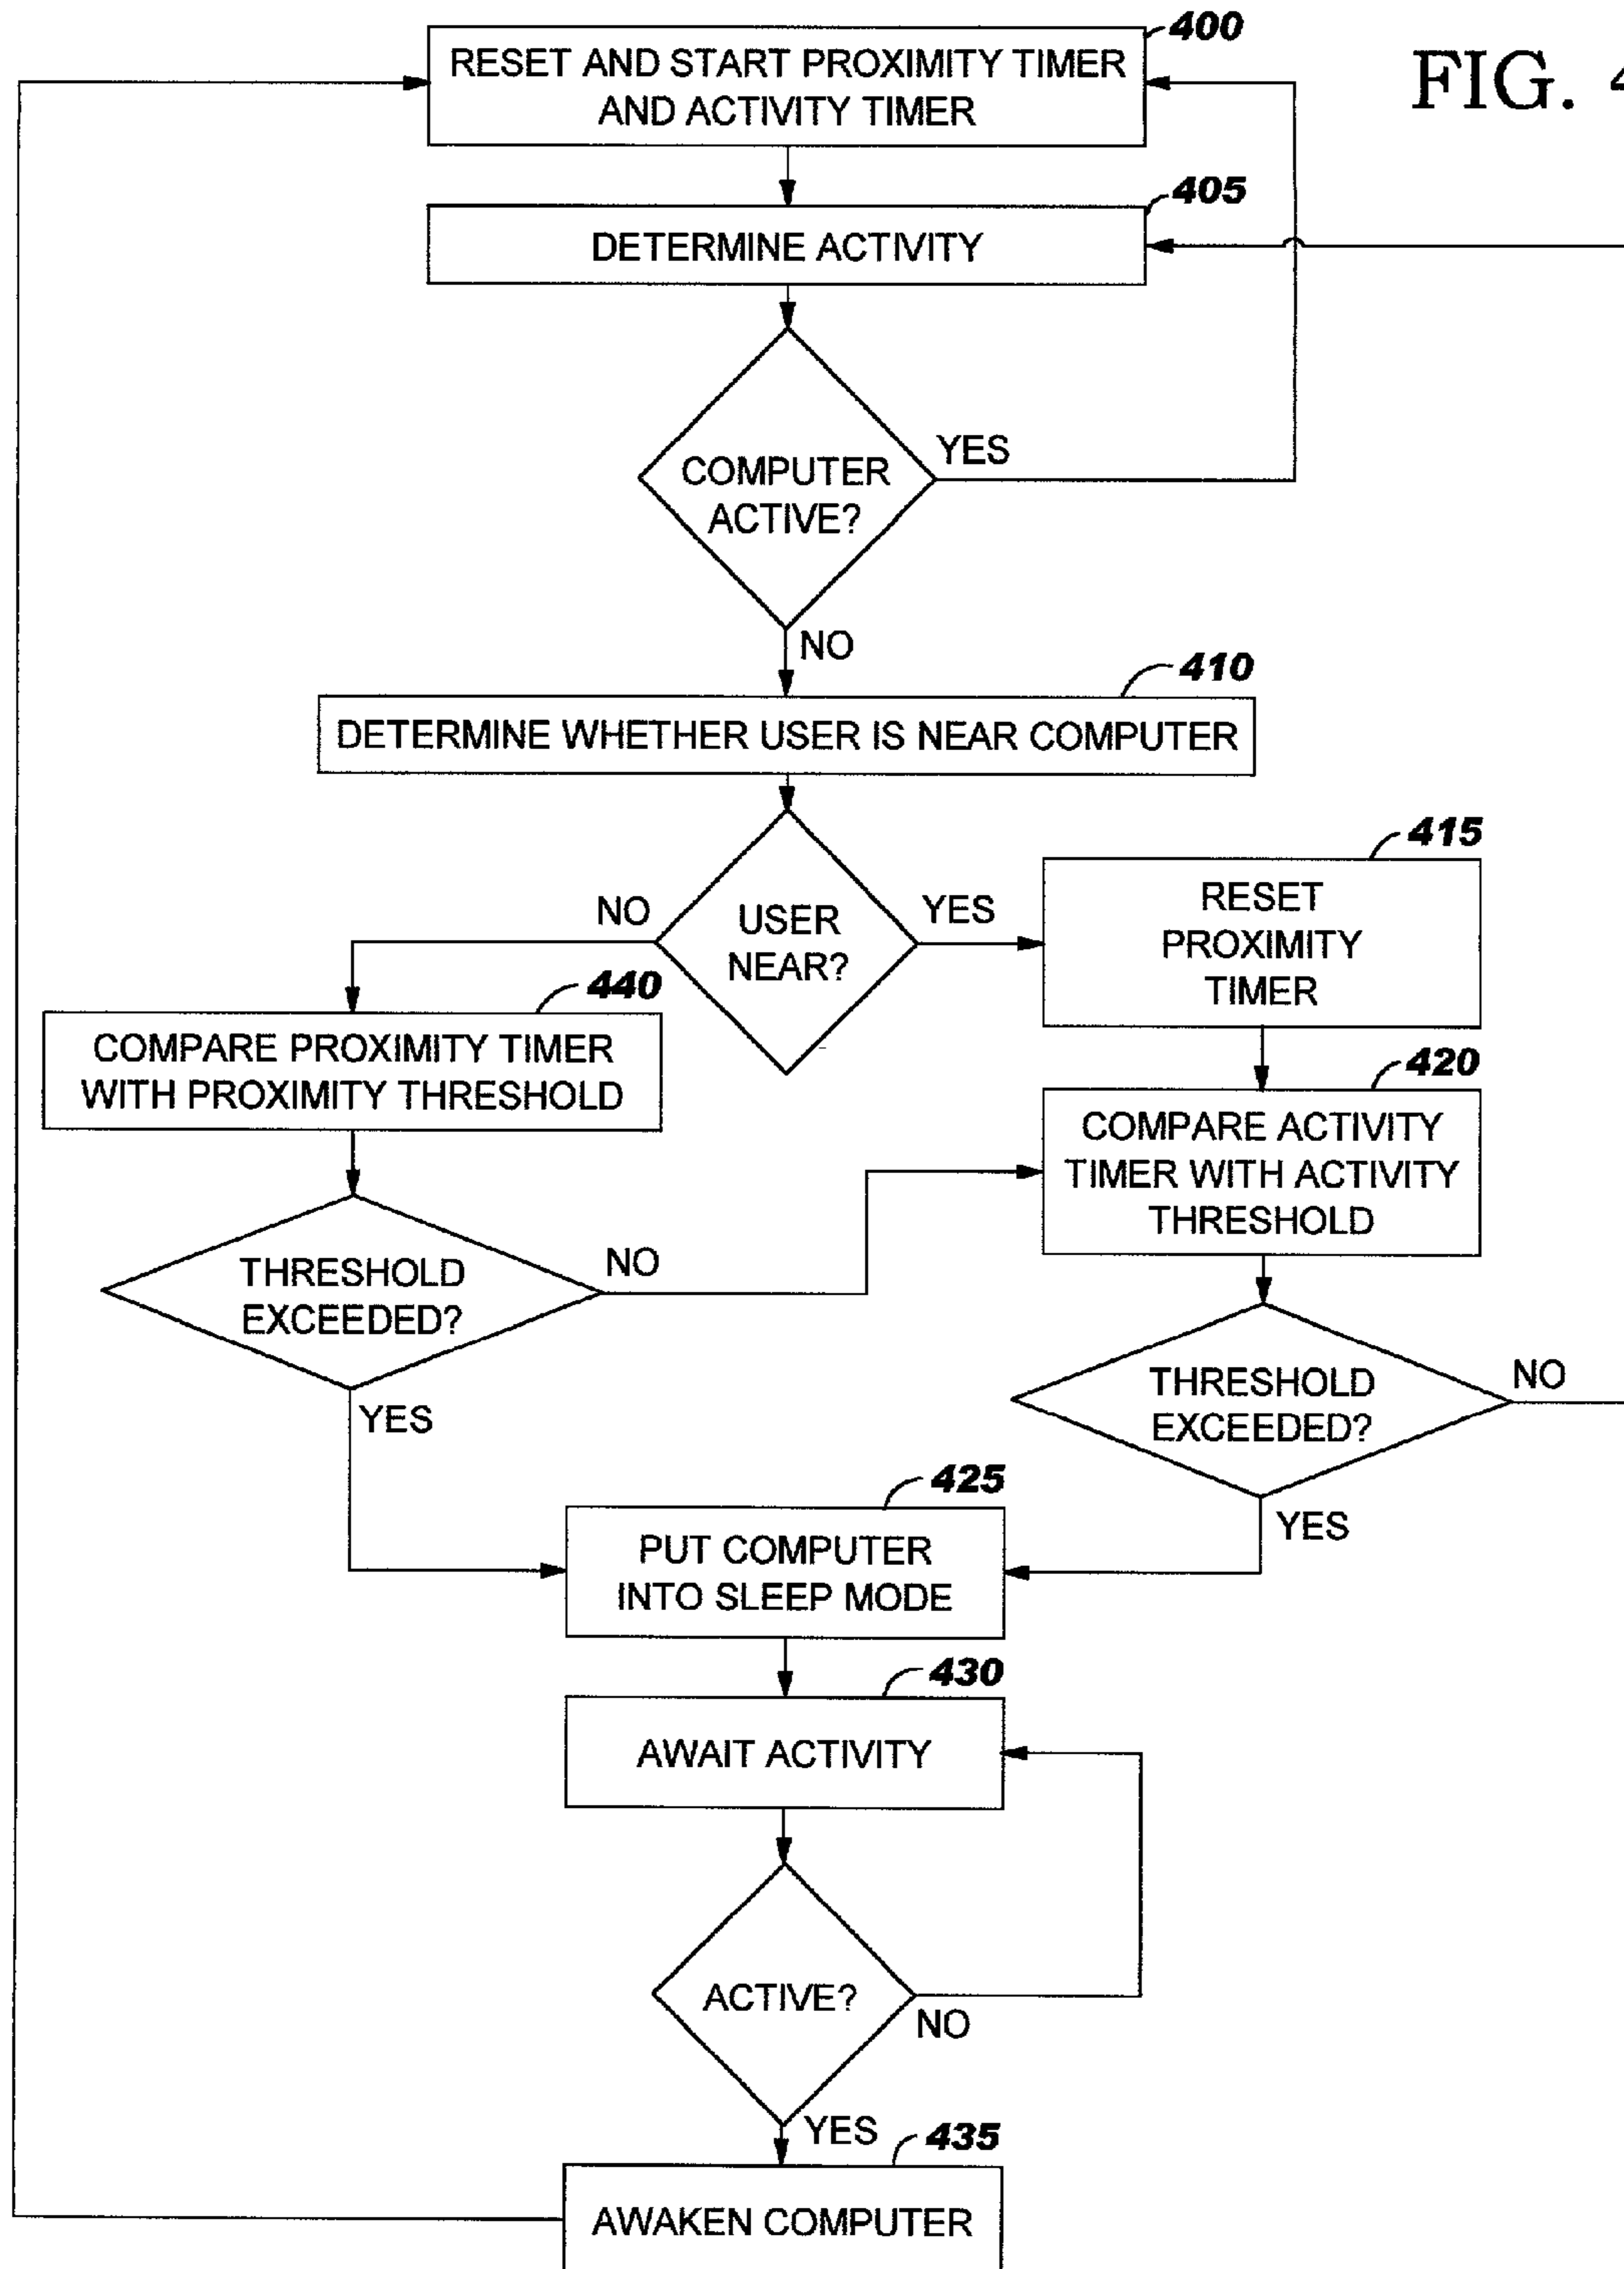 400
FIG. 4
RESET AND START PROXIMITY TIMER
AND ACTIVITY TIMER
405
DETERMINE ACTIVITY
COMPUTER
ACTIVE?
YES
NO
410
DETERMINE WHETHER USER IS NEAR COMPUTER
415
NO
USER
NEAR?
YES
RESET
PROXIMITY
TIMER
440
COMPARE PROXIMITY TIMER
WITH PROXIMITY THRESHOLD
420
COMPARE ACTIVITY
TIMER WITH ACTIVITY
THRESHOLD
THRESHOLD
EXCEEDED?
NO
YES
THRESHOLD
EXCEEDED?
NO
YES
425
PUT COMPUTER
INTO SLEEP MODE
430
AWAIT ACTIVITY
ACTIVE?
NO
YES
435
AWAKEN COMPUTER